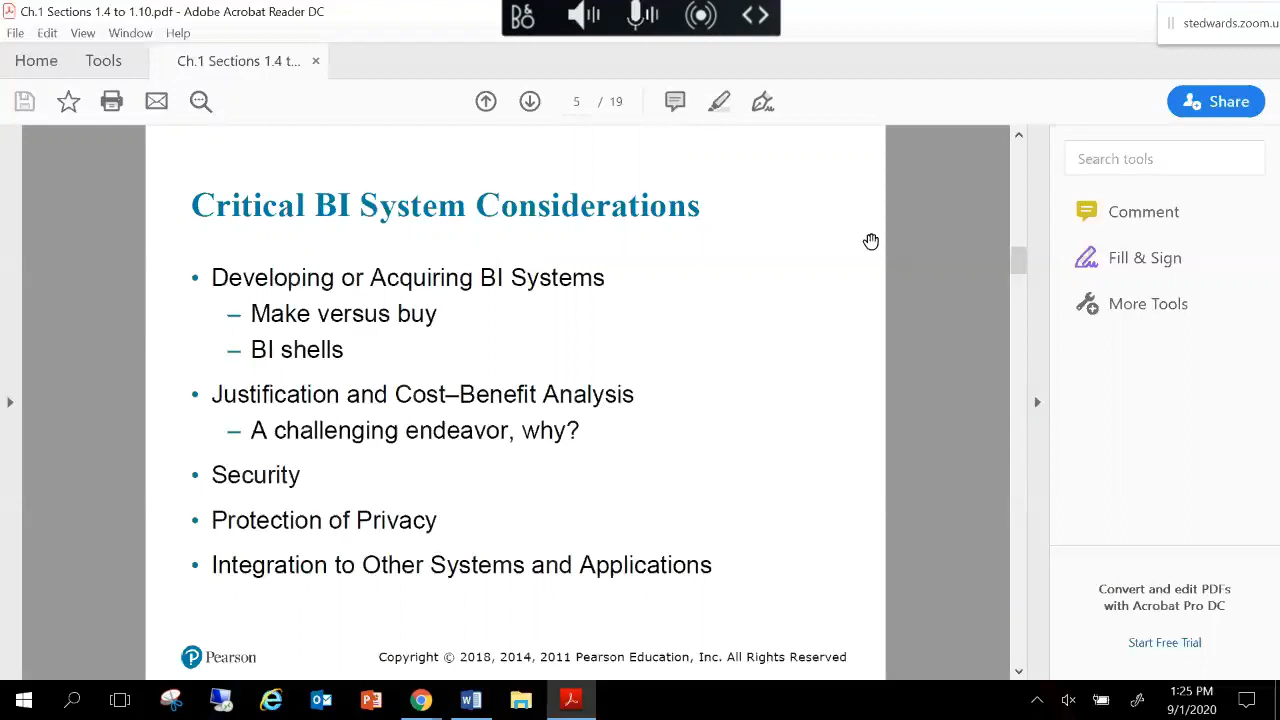 Ch.1 Sections 1.4 to 1.10.pdf - Adobe Acrobat Reader DC
stedwards.zoom.u
File Edit View Window Help
Home Tools Ch.1 Sections 1.4 t... ×
5 / 19
Share
Search tools
Critical BI System Considerations
Comment
Fill & Sign
• Developing or Acquiring BI Systems
More Tools
– Make versus buy
– BI shells
• Justification and Cost–Benefit Analysis
– A challenging endeavor, why?
• Security
• Protection of Privacy
• Integration to Other Systems and Applications
Convert and edit PDFs
with Acrobat Pro DC
Start Free Trial
Pearson
Copyright © 2018, 2014, 2011 Pearson Education, Inc. All Rights Reserved
1:25 PM
9/1/2020